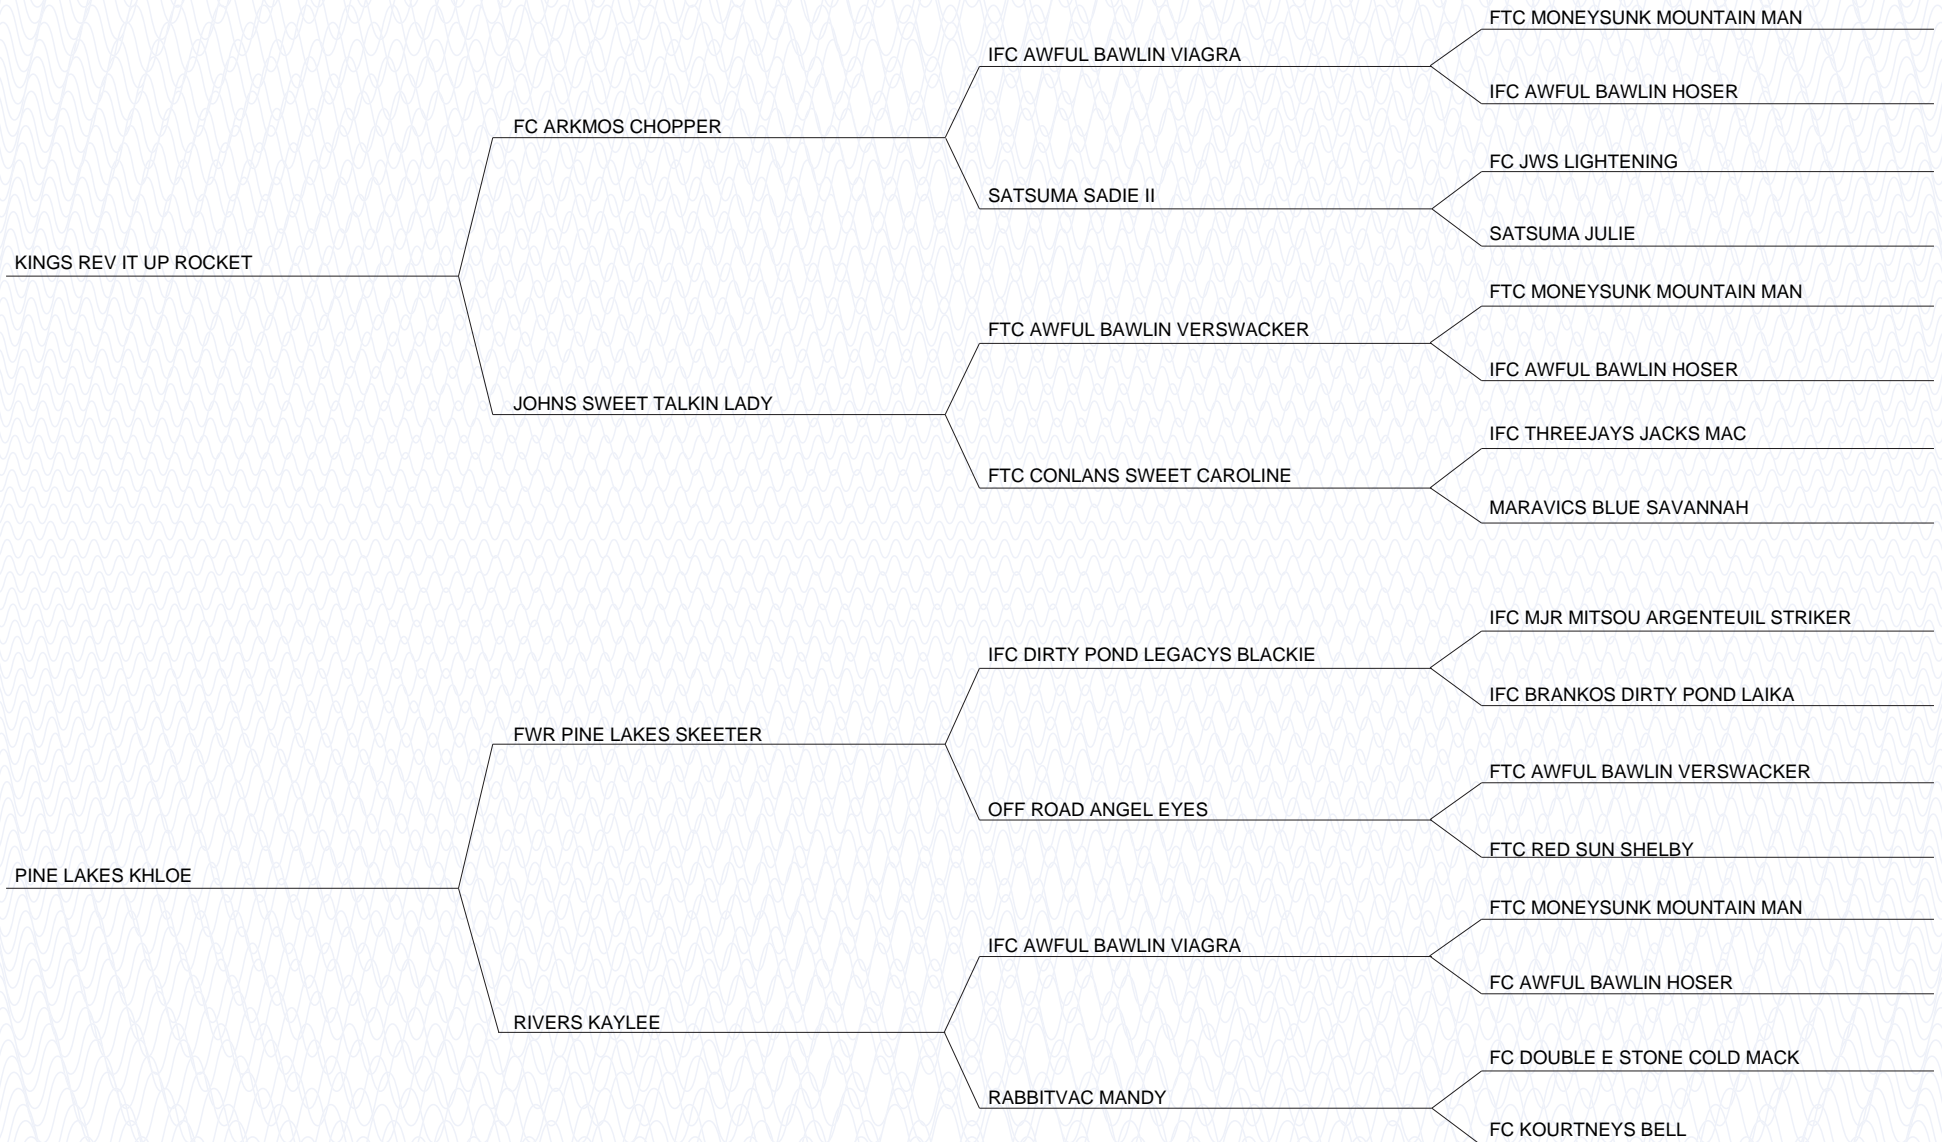 FTC MONEYSUNK MOUNTAIN MAN
IFC AWFUL BAWLIN VIAGRA
IFC AWFUL BAWLIN HOSER
FC ARKMOS CHOPPER
FC JWS LIGHTENING
SATSUMA SADIE II
SATSUMA JULIE
KINGS REV IT UP ROCKET
FTC MONEYSUNK MOUNTAIN MAN
FTC AWFUL BAWLIN VERSWACKER
IFC AWFUL BAWLIN HOSER
JOHNS SWEET TALKIN LADY
IFC THREEJAYS JACKS MAC
FTC CONLANS SWEET CAROLINE
MARAVICS BLUE SAVANNAH
IFC MJR MITSOU ARGENTEUIL STRIKER
IFC DIRTY POND LEGACYS BLACKIE
IFC BRANKOS DIRTY POND LAIKA
FWR PINE LAKES SKEETER
FTC AWFUL BAWLIN VERSWACKER
OFF ROAD ANGEL EYES
FTC RED SUN SHELBY
PINE LAKES KHLOE
FTC MONEYSUNK MOUNTAIN MAN
IFC AWFUL BAWLIN VIAGRA
FC AWFUL BAWLIN HOSER
RIVERS KAYLEE
FC DOUBLE E STONE COLD MACK
RABBITVAC MANDY
FC KOURTNEYS BELL